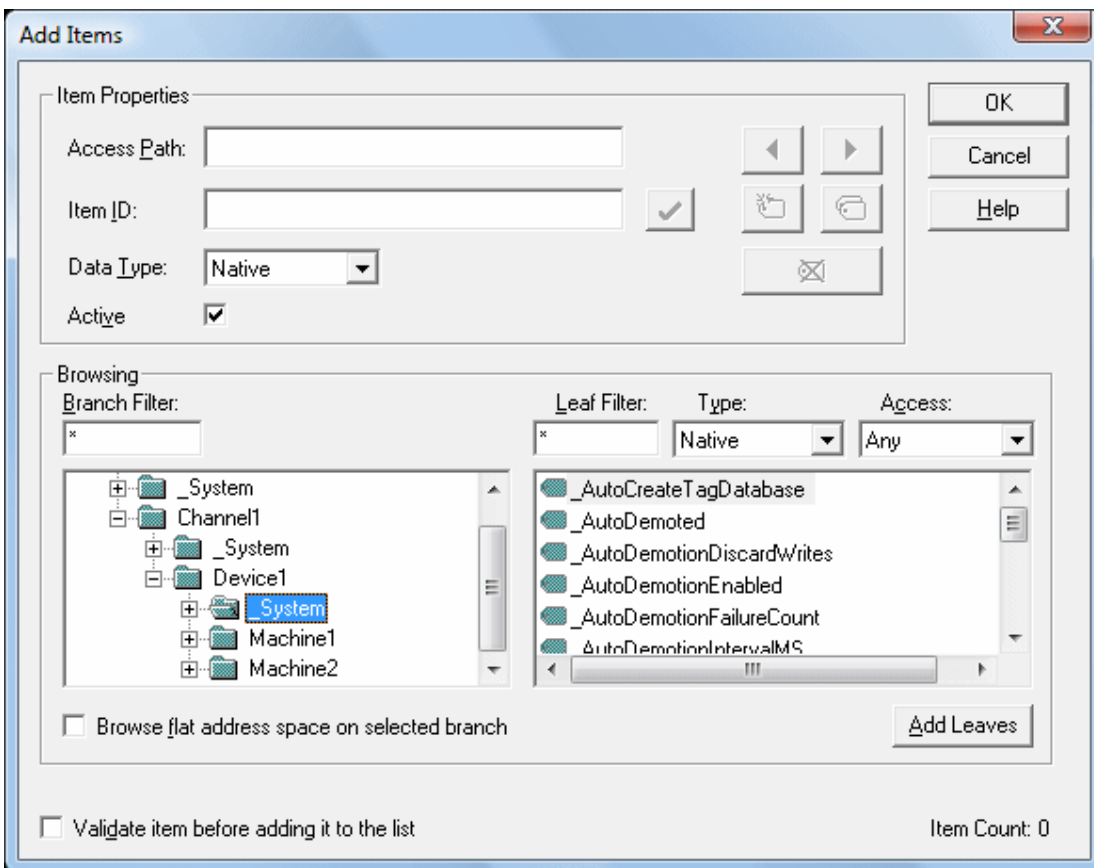 Add Items
Item Properties
Access Path:
Item ID:
Data Type: Native
Active
OK
Cancel
Help
Browsing
Branch Filter: Leaf Filter: Type: Access:
* * Native Any
_System
Channel1
_System
Device1
_System
Machine1
Machine2
_AutoCreateTagDatabase
_AutoDemoted
_AutoDemotionDiscardWrites
_AutoDemotionEnabled
_AutoDemotionFailureCount
_AutoDemotionIntervalMS
Browse flat address space on selected branch
Add Leaves
Validate item before adding it to the list
Item Count: 0